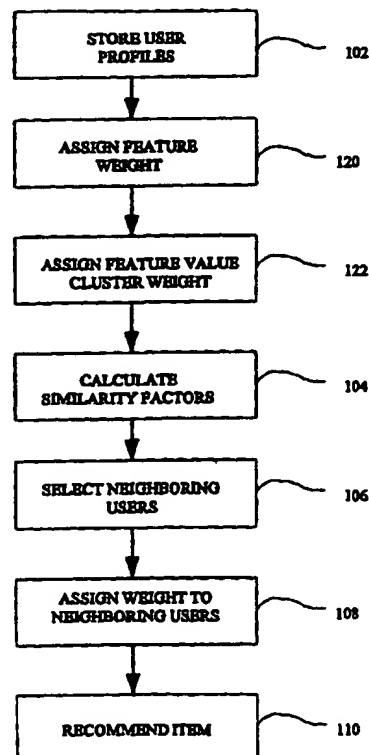 STORE USER
PROFILES
102
ASSIGN FEATURE
WEIGHT
120
ASSIGN FEATURE VALUE
CLUSTER WEIGHT
122
CALCULATE
SIMILARITY FACTORS
104
SELECT NEIGHBORING
USERS
106
ASSIGN WEIGHT TO
NEIGHBORING USERS
108
RECOMMEND ITEM
110